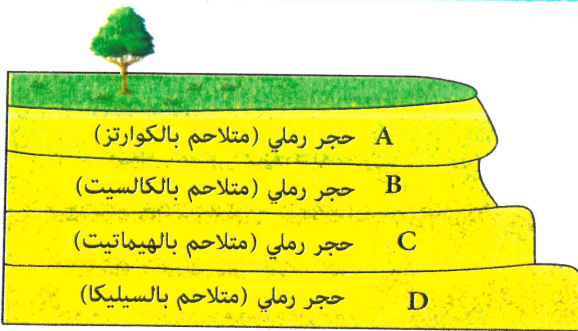 A حجر رملي (متلاحم بالكوارتز)
B حجر رملي (متلاحم بالكالسيت)
C حجر رملي (متلاحم بالهيماتيت)
D حجر رملي (متلاحم بالسيليكا)